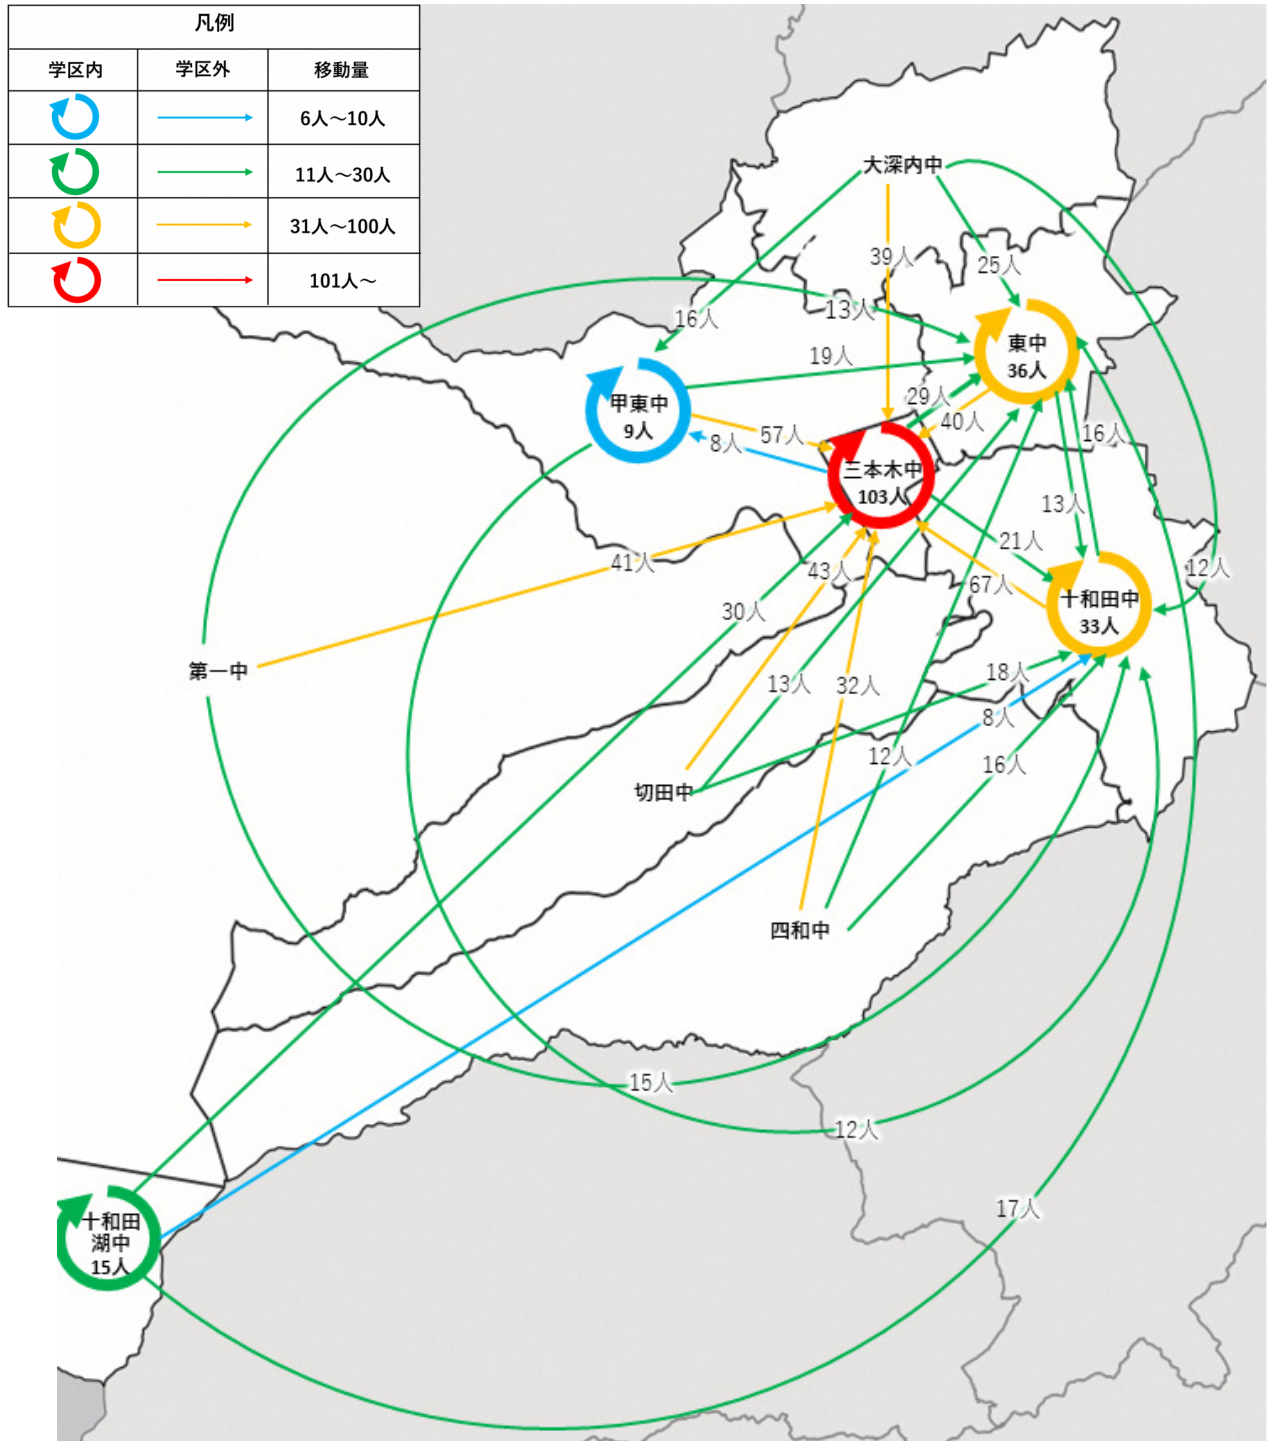 凡例
学区内 学区外 移動量
6人～10人
11人～30人
31人～100人
101人～
大深内中
39人
25人
16人
13人
東中
36人
19人
甲東中
9人
29人
40人
57人
8人
16人
三本木中
103人
13人
21人
41人
43人
67人
12人
十和田中
33人
30人
第一中
18人
13人
32人
8人
12人
16人
切田中
四和中
15人
12人
17人
十和田
湖中
15人